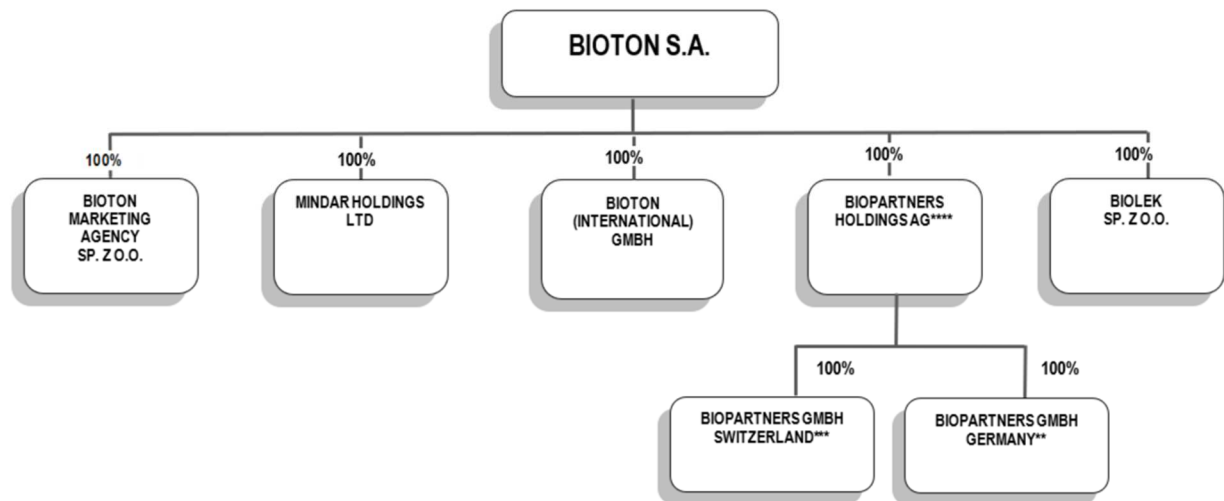 BIOTON S.A.
100%
100%
100%
100%
100%
BIOTON
MARKETING
AGENCY
SP. Z O.O.
MINDAR HOLDINGS
LTD
BIOTON
(INTERNATIONAL)
GMBH
BIOPARTNERS
HOLDINGS AG****
BIOLEK
SP. Z O.O.
100%
100%
BIOPARTNERS GMBH
SWITZERLAND***
BIOPARTNERS GMBH
GERMANY**